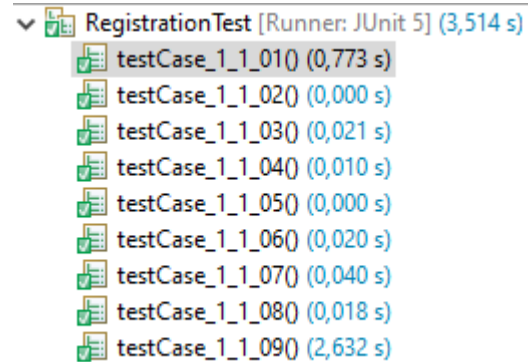 RegistrationTest [Runner: JUnit 5] (3,514 s)
testCase_1_1_01() (0,773 s)
testCase_1_1_02() (0,000 s)
testCase_1_1_03() (0,021 s)
testCase_1_1_04() (0,010 s)
testCase_1_1_05() (0,000 s)
testCase_1_1_06() (0,020 s)
testCase_1_1_07() (0,040 s)
testCase_1_1_08() (0,018 s)
testCase_1_1_09() (2,632 s)